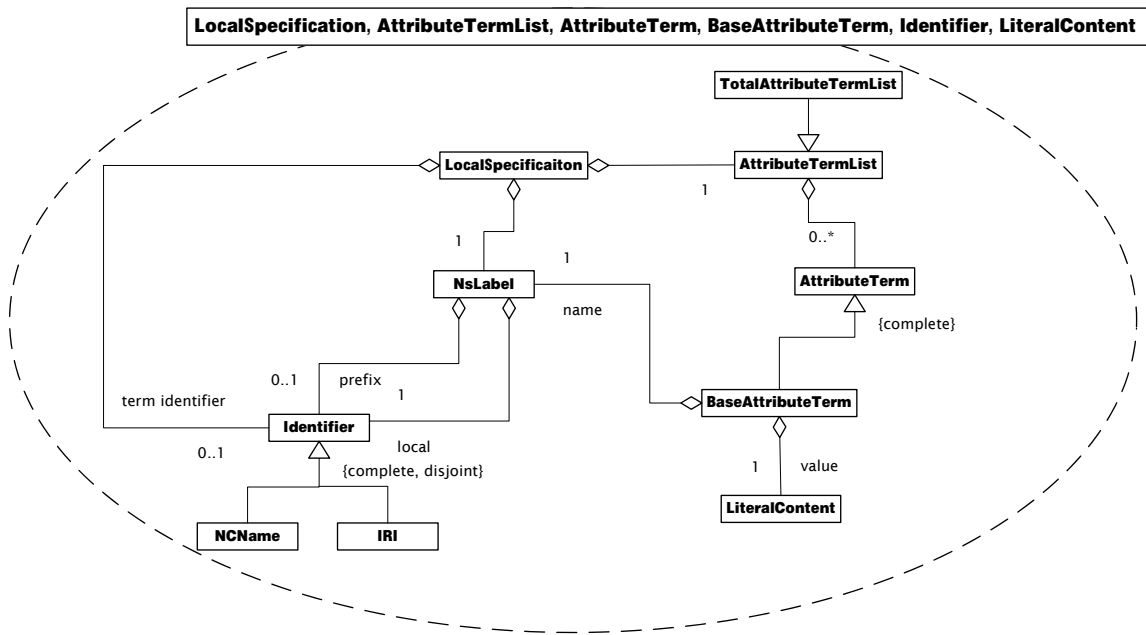 LocalSpecification, AttributeTermList, AttributeTerm, BaseAttributeTerm, Identifier, LiteralContent
TotalAttributeTermList
LocalSpecificaiton
AttributeTermList
1
0..*
1
1
NsLabel
AttributeTerm
name
{complete}
0..1
prefix
1
term identifier
BaseAttributeTerm
Identifier
0..1
local
{complete, disjoint}
1
value
LiteralContent
NCName
IRI